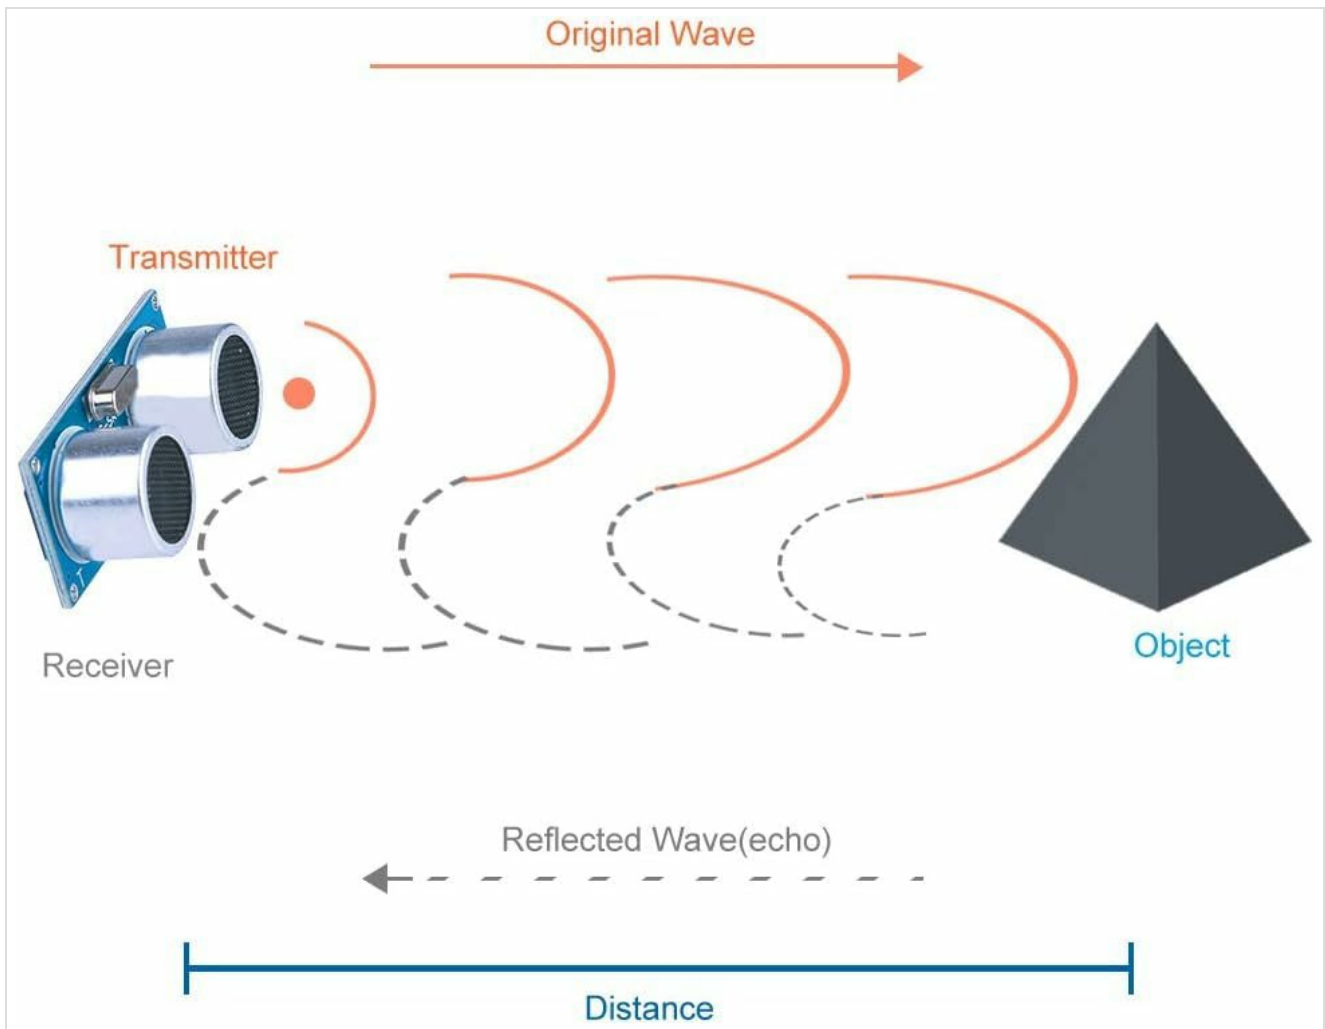 Original Wave
Transmitter
T
Receiver
Object
Reflected Wave(echo)
Distance